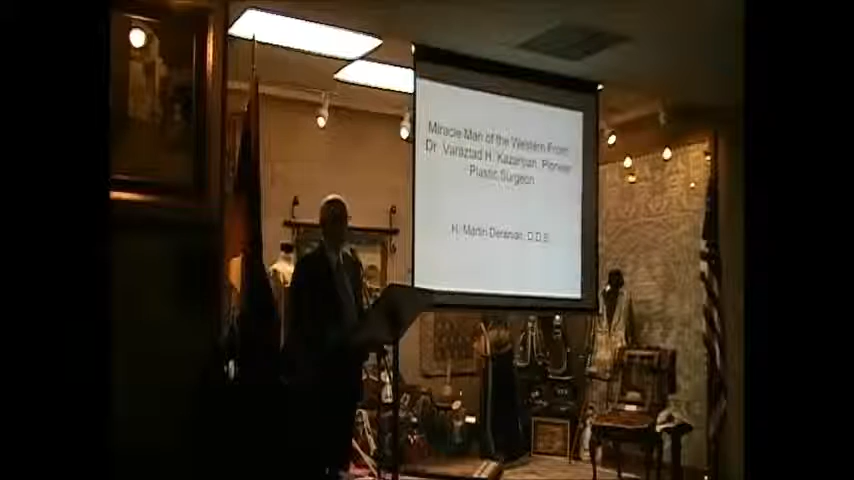 Miracle Man of the Western Front
Dr. Varaztad H. Kazanjian, Pioneer
Plastic Surgeon
H. Martin Deranian, D.D.S.